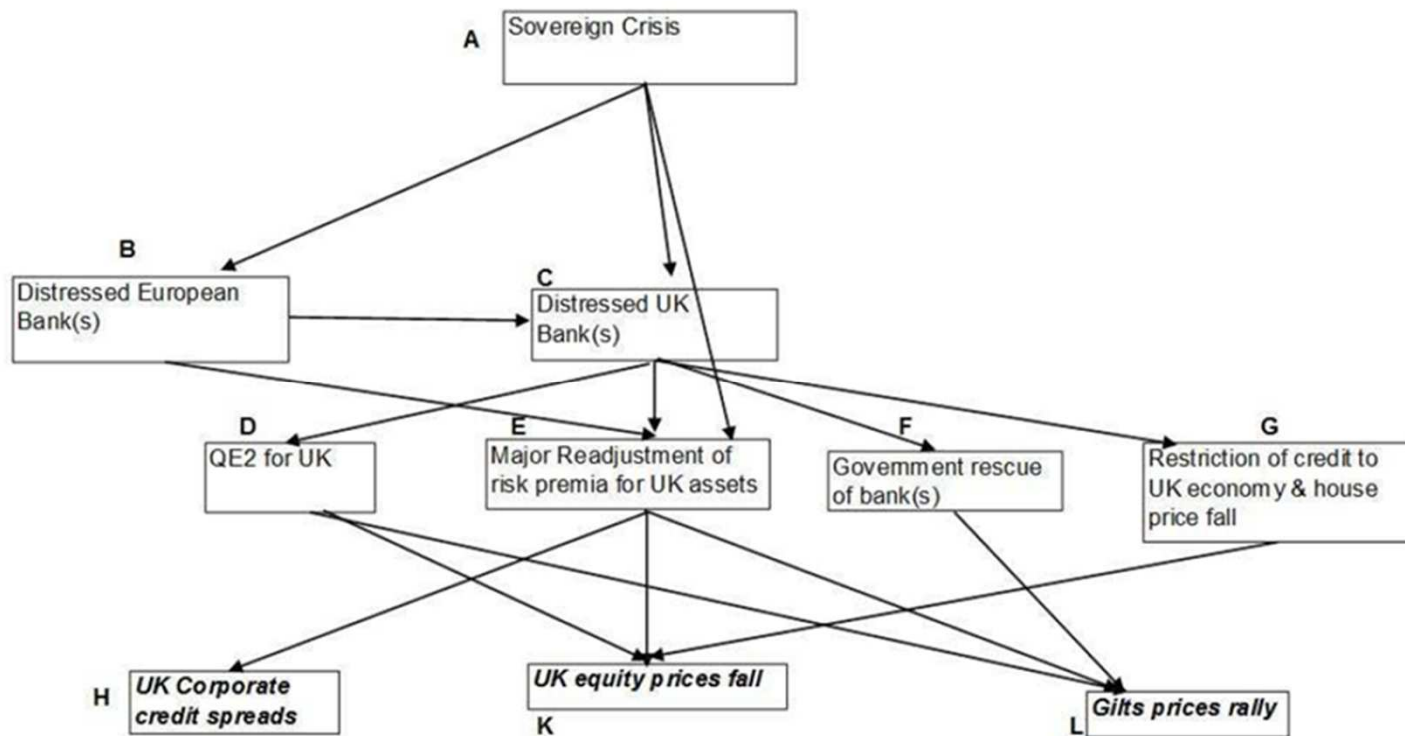 A
Sovereign Crisis
B
Distressed European
Bank(s)
C
Distressed UK
Bank(s)
D
QE2 for UK
E
Major Readjustment of
risk premia for UK assets
F
Government rescue
of bank(s)
G
Restriction of credit to
UK economy & house
price fall
H
UK Corporate
credit spreads
UK equity prices fall
K
Gilts prices rally
L